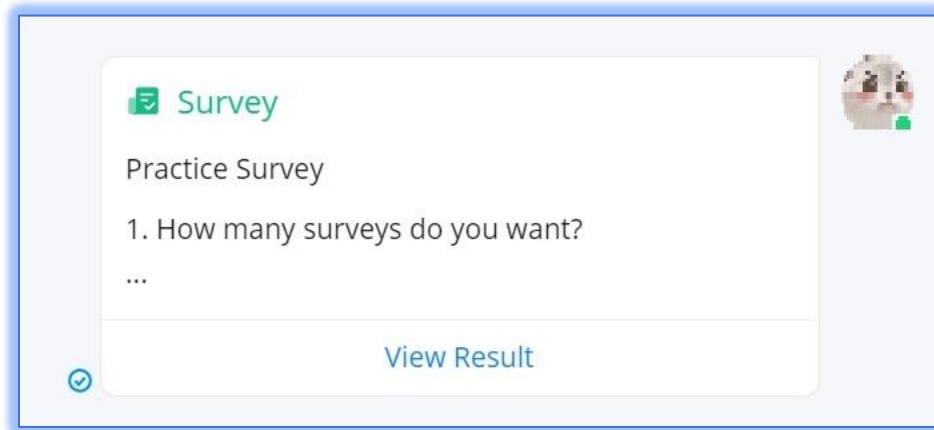 Survey
Practice Survey
1. How many surveys do you want?
...
View Result